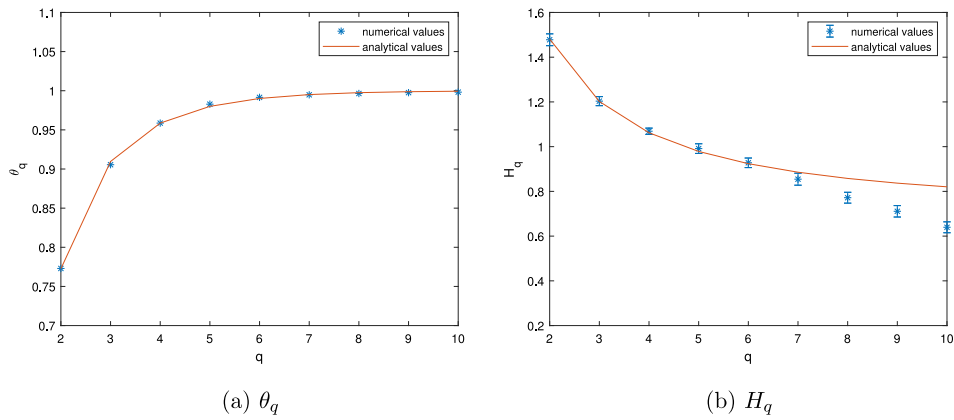 1.1
1.05
1
0.95
0.9
0.85
0.8
0.75
0.7
θq
2 3 4 5 6 7 8 9 10
q
numerical values
analytical values
(a) θq
1.6
1.4
1.2
1
0.8
0.6
0.4
0.2
Hq
2 3 4 5 6 7 8 9 10
q
numerical values
analytical values
(b) Hq